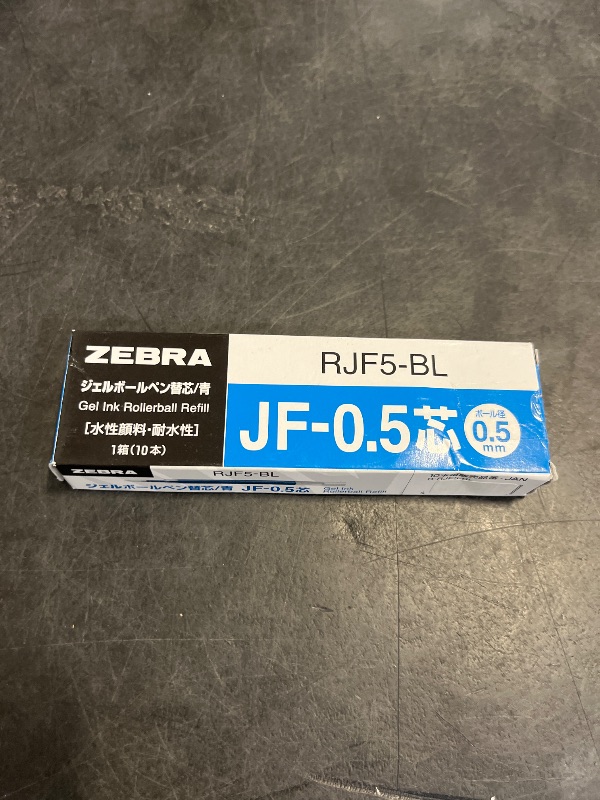 ZEBRA
ジェルボールペン替芯/青
Gel Ink Rollerball Refill
[水性顔料・耐水性]
1箱(10本)
RJF5-BL
JF-0.5芯
ボール径
0.5
mm
ZEBRA
RJF5-BL
ジェルボールペン替芯/青 JF-0.5芯
Gel Ink
Rollerball Refill
JAN